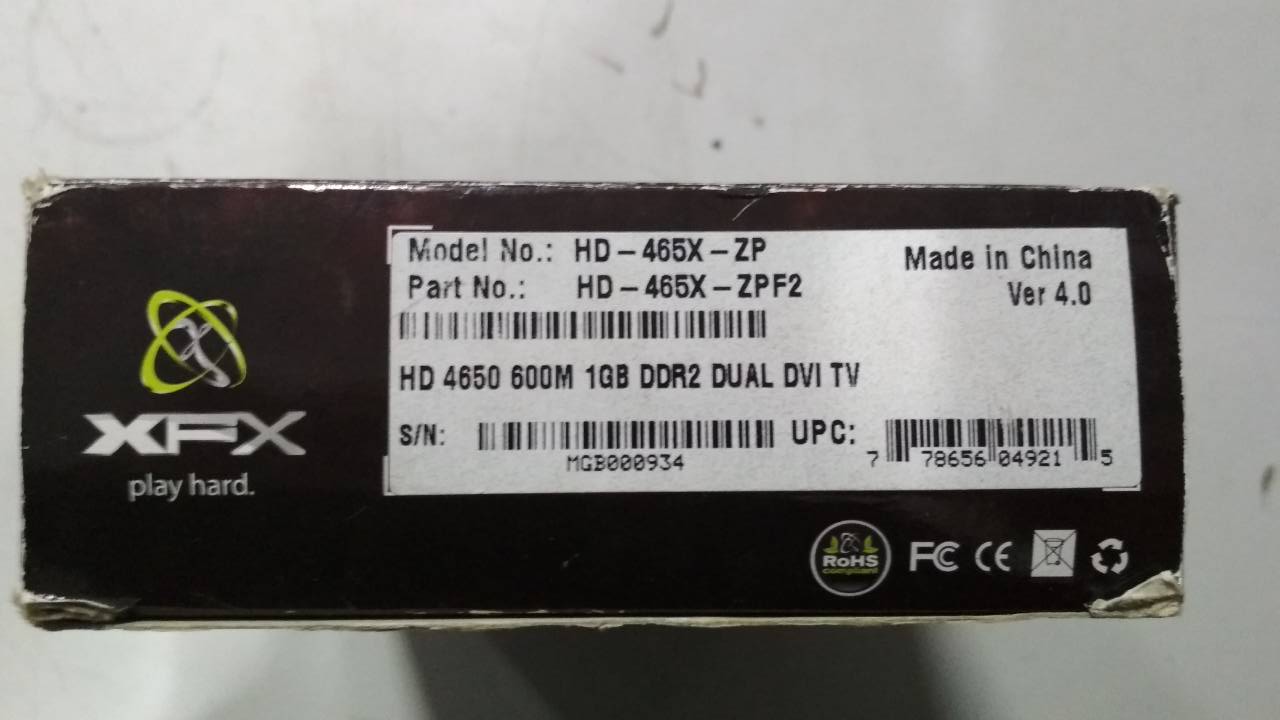 Model No.: HD-465X-ZP
Part No.: HD-465X-ZPF2
Made in China
Ver 4.0
HD 4650 600M 1GB DDR2 DUAL DVI TV
S/N:
MGB000934
UPC:
7 78656 04921 5
XFX
play hard.
RoHS
compliant
FC CE